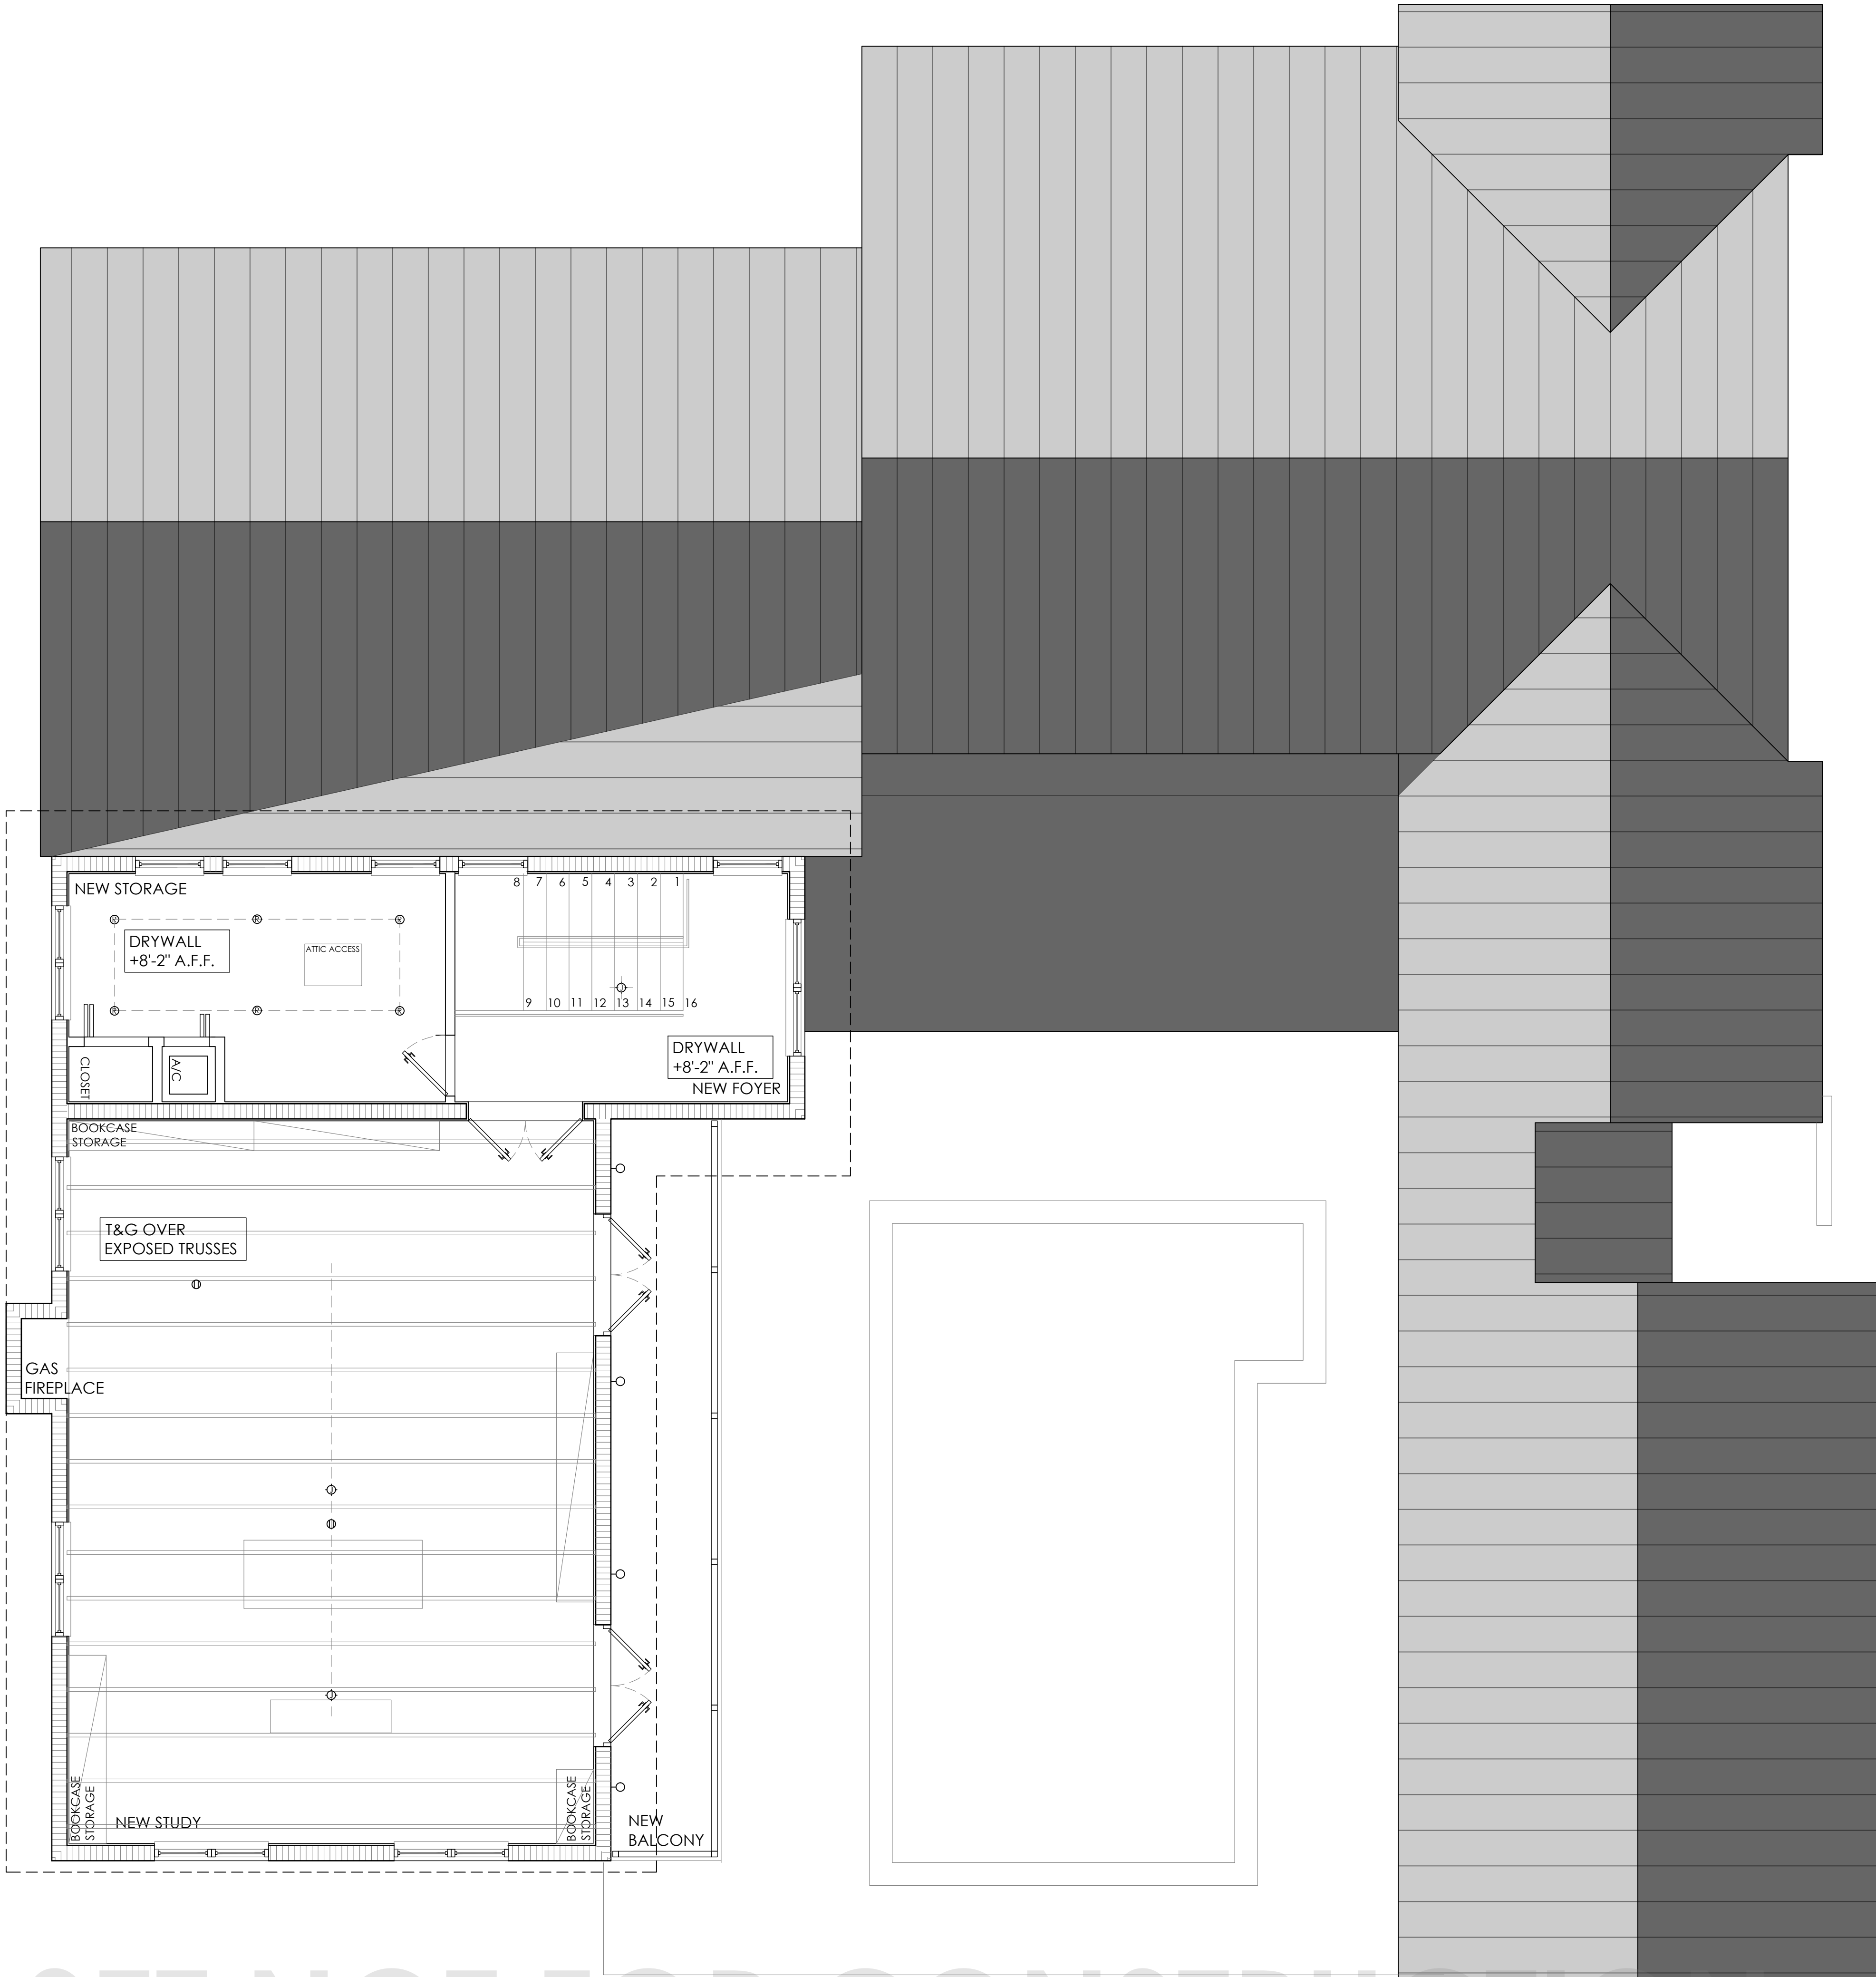 8 7 6 5 4 3 2 1
NEW STORAGE
DRYWALL
+8'-2" A.F.F.
ATTIC ACCESS
9 10 11 12 13 14 15 16
DRYWALL
+8'-2" A.F.F.
NEW FOYER
CLOSET
A/C
BOOKCASE
STORAGE
T&G OVER
EXPOSED TRUSSES
GAS
FIREPLACE
BOOKCASE
STORAGE
NEW STUDY
BOOKCASE
STORAGE
NEW
BALCONY